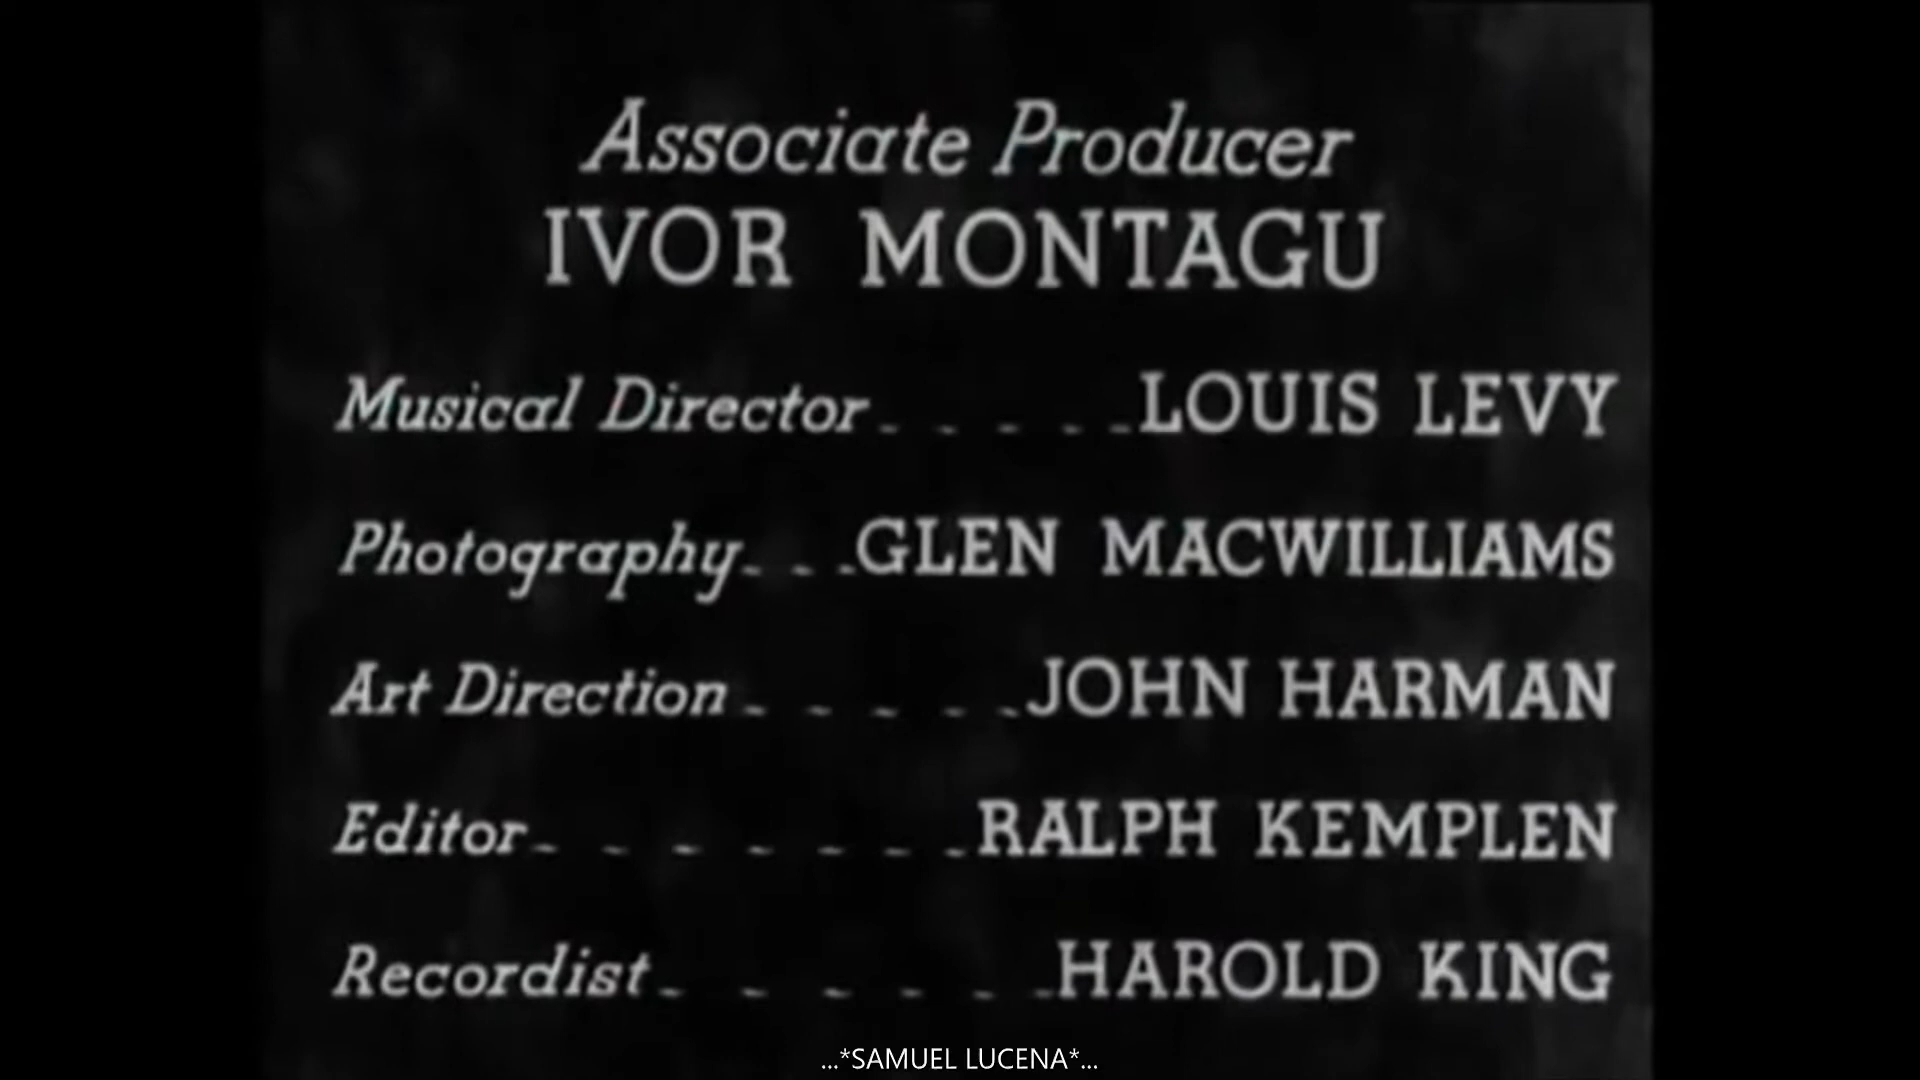 Associate Producer
IVOR MONTAGU
Musical Director - - - - - LOUIS LEVY
Photography - - - GLEN MACWILLIAMS
Art Direction - - - - - JOHN HARMAN
Editor - - - - - - - RALPH KEMPLEN
Recordist - - - - - - HAROLD KING
...*SAMUEL LUCENA*...